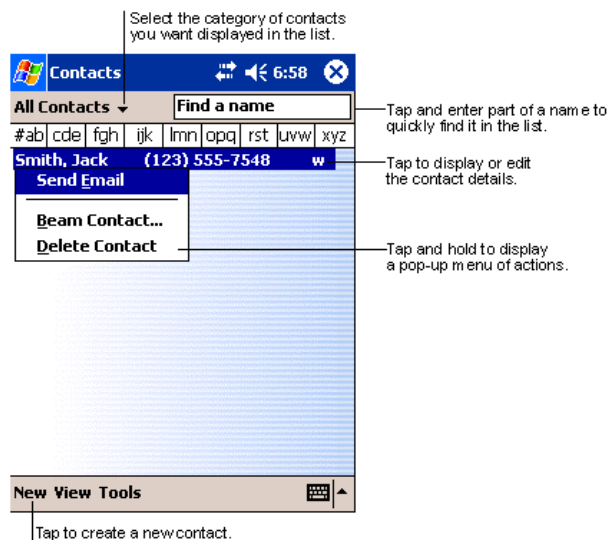 Select the category of contacts
you want displayed in the list.
Contacts 6:58
All Contacts Find a name
Tap and enter part of a name to
quickly find it in the list.
#ab cde fgh ijk lmn opq rst uvw xyz
Smith, Jack (123) 555-7548 w
Tap to display or edit
the contact details.
Send Email
Beam Contact...
Delete Contact
Tap and hold to display
a pop-up menu of actions.
New View Tools
Tap to create a new contact.